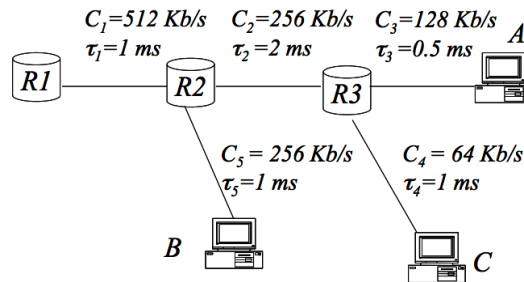 C1=512 Kb/s
τ1=1 ms
C2=256 Kb/s
τ2=2 ms
C3=128 Kb/s
τ3=0.5 ms
A
R1
R2
R3
C5 = 256 Kb/s
τ5=1 ms
C4 = 64 Kb/s
τ4=1 ms
B
C